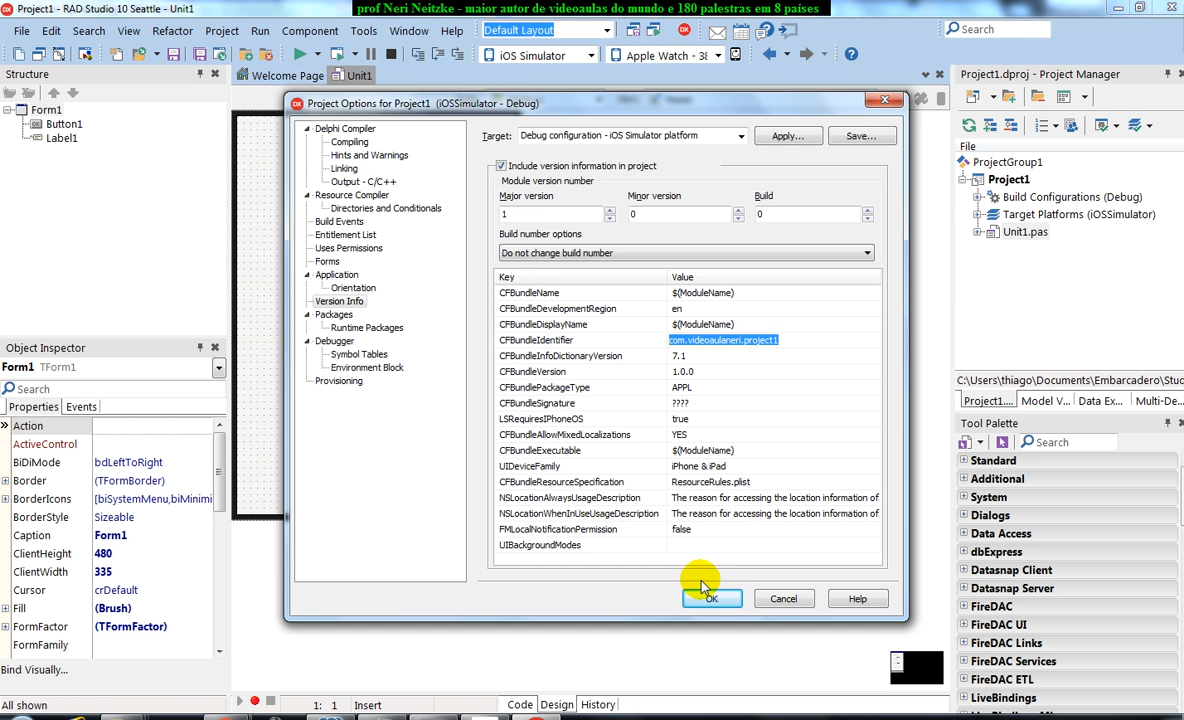 Project1 - RAD Studio 10 Seattle - Unit1
prof Neri Neitzke - maior autor de videoaulas do mundo e 180 palestras em 8 países
File Edit Search View Refactor Project Run Component Tools Window Help
Default Layout
Search
iOS Simulator
Apple Watch - 38
Structure
Form1
Button1
Label1
Welcome Page
Unit1
Project Options for Project1 (iOSSimulator - Debug)
Delphi Compiler
Compiling
Hints and Warnings
Linking
Output - C/C++
Resource Compiler
Directories and Conditionals
Build Events
Entitlement List
Uses Permissions
Forms
Application
Orientation
Version Info
Packages
Runtime Packages
Debugger
Symbol Tables
Environment Block
Provisioning
Target: Debug configuration - iOS Simulator platform
Apply...
Save...
Include version information in project
Module version number
Major version Minor version Build
1 0 0
Build number options
Do not change build number
Key Value
CFBundleName $(ModuleName)
CFBundleDevelopmentRegion en
CFBundleDisplayName $(ModuleName)
CFBundleIdentifier com.videoaulaneri.project1
CFBundleInfoDictionaryVersion 7.1
CFBundleVersion 1.0.0
CFBundlePackageType APPL
CFBundleSignature ????
LSRequiresIPhoneOS true
CFBundleAllowMixedLocalizations YES
CFBundleExecutable $(ModuleName)
UIDeviceFamily iPhone & iPad
CFBundleResourceSpecification ResourceRules.plist
NSLocationAlwaysUsageDescription The reason for accessing the location information of
NSLocationWhenInUseUsageDescription The reason for accessing the location information of
FMLocalNotificationPermission false
UIBackgroundModes
OK
Cancel
Help
Object Inspector
Form1 TForm1
Search
Properties Events
Action
ActiveControl
BiDiMode bdLeftToRight
Border (TFormBorder)
BorderIcons [biSystemMenu,biMinimi
BorderStyle Sizeable
Caption Form1
ClientHeight 480
ClientWidth 335
Cursor crDefault
Fill (Brush)
FormFactor (TFormFactor)
FormFamily
Bind Visually...
All shown
1: 1 Insert
Code Design History
Project1.dproj - Project Manager
File
ProjectGroup1
Project1
Build Configurations (Debug)
Target Platforms (iOSSimulator)
Unit1.pas
C:\Users\thiago\Documents\Embarcadero\Stud
Project1.... Model V... Data Ex... Multi-De...
Tool Palette
Search
Standard
Additional
System
Dialogs
Data Access
dbExpress
Datasnap Client
Datasnap Server
FireDAC
FireDAC UI
FireDAC Links
FireDAC Services
FireDAC ETL
LiveBindings